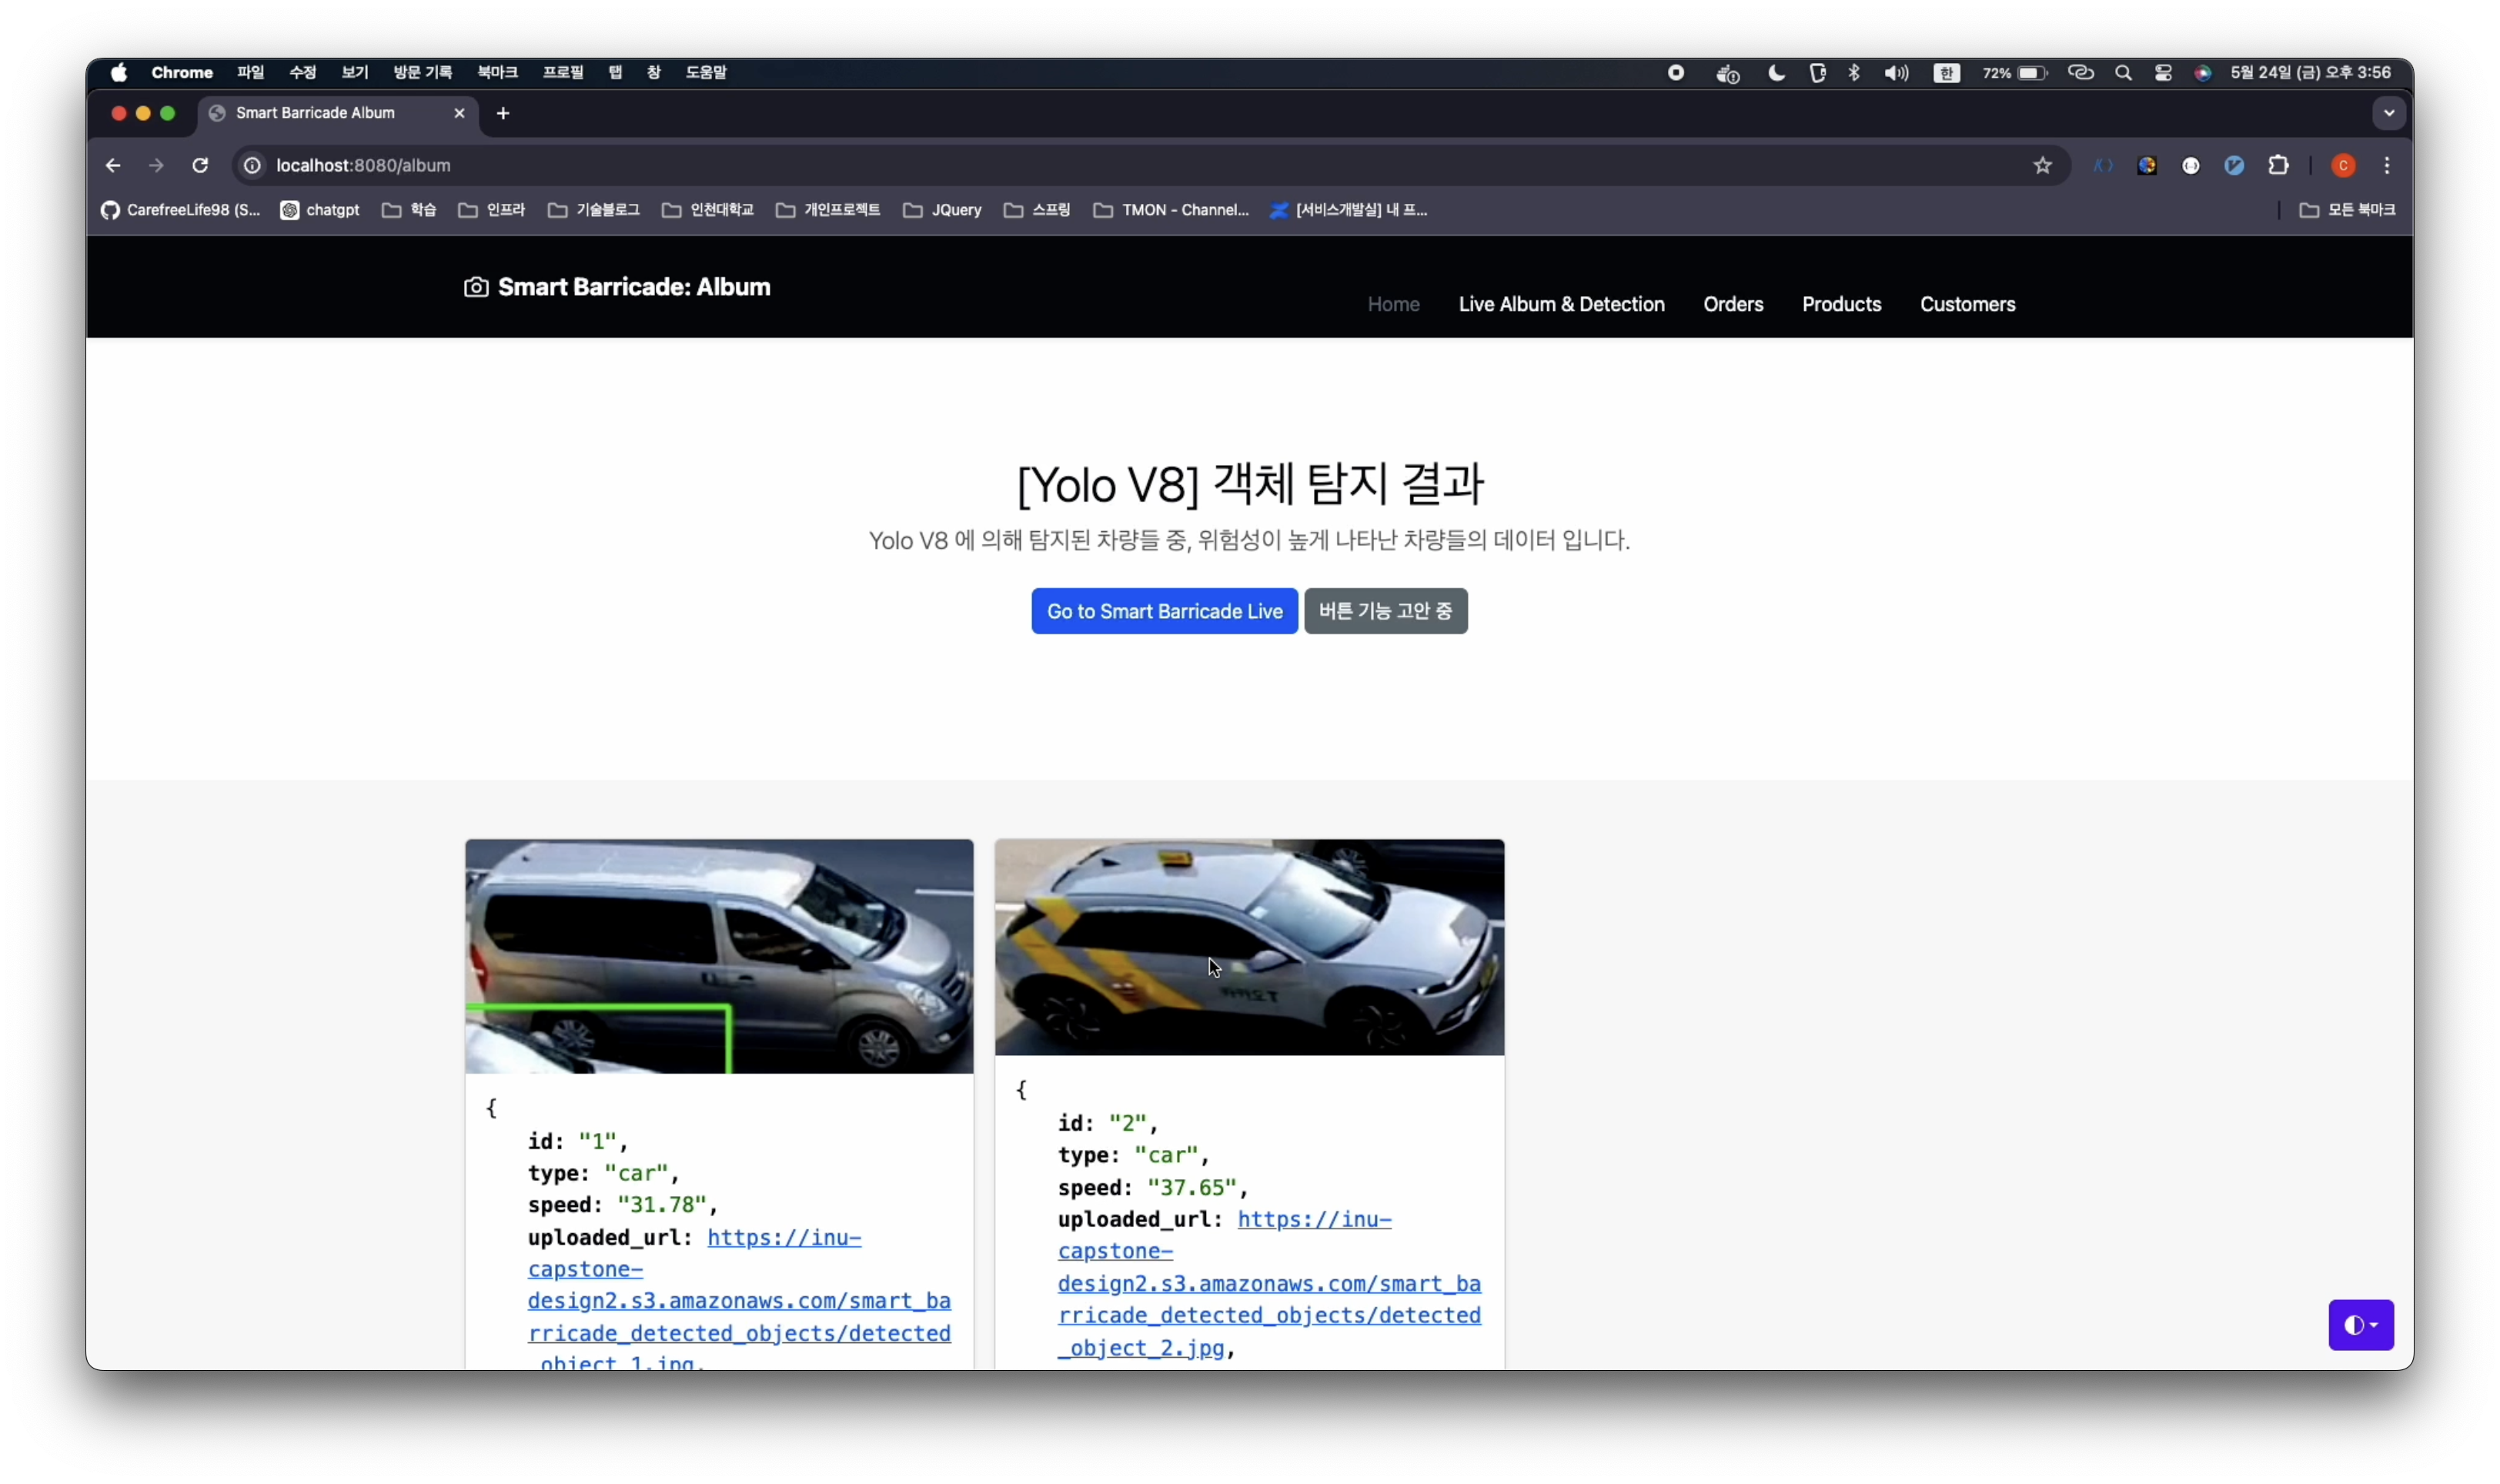 Chrome 파일 수정 보기 방문 기록 북마크 프로필 탭 창 도움말 한 72% 5월 24일 (금) 오후 3:56
Smart Barricade Album
localhost:8080/album
C
CarefreeLife98 (S... chatgpt 학습 인프라 기술블로그 인천대학교 개인프로젝트 JQuery 스프링 TMON - Channel... [서비스개발실] 내 프... 모든 북마크
Smart Barricade: Album
Home Live Album & Detection Orders Products Customers
[Yolo V8] 객체 탐지 결과
Yolo V8 에 의해 탐지된 차량들 중, 위험성이 높게 나타난 차량들의 데이터 입니다.
Go to Smart Barricade Live 버튼 기능 고안 중
{
id: "1",
type: "car",
speed: "31.78",
uploaded_url: https://inu-
capstone-
design2.s3.amazonaws.com/smart_ba
rricade_detected_objects/detected
_object_1.jpg,
{
id: "2",
type: "car",
speed: "37.65",
uploaded_url: https://inu-
capstone-
design2.s3.amazonaws.com/smart_ba
rricade_detected_objects/detected
_object_2.jpg,